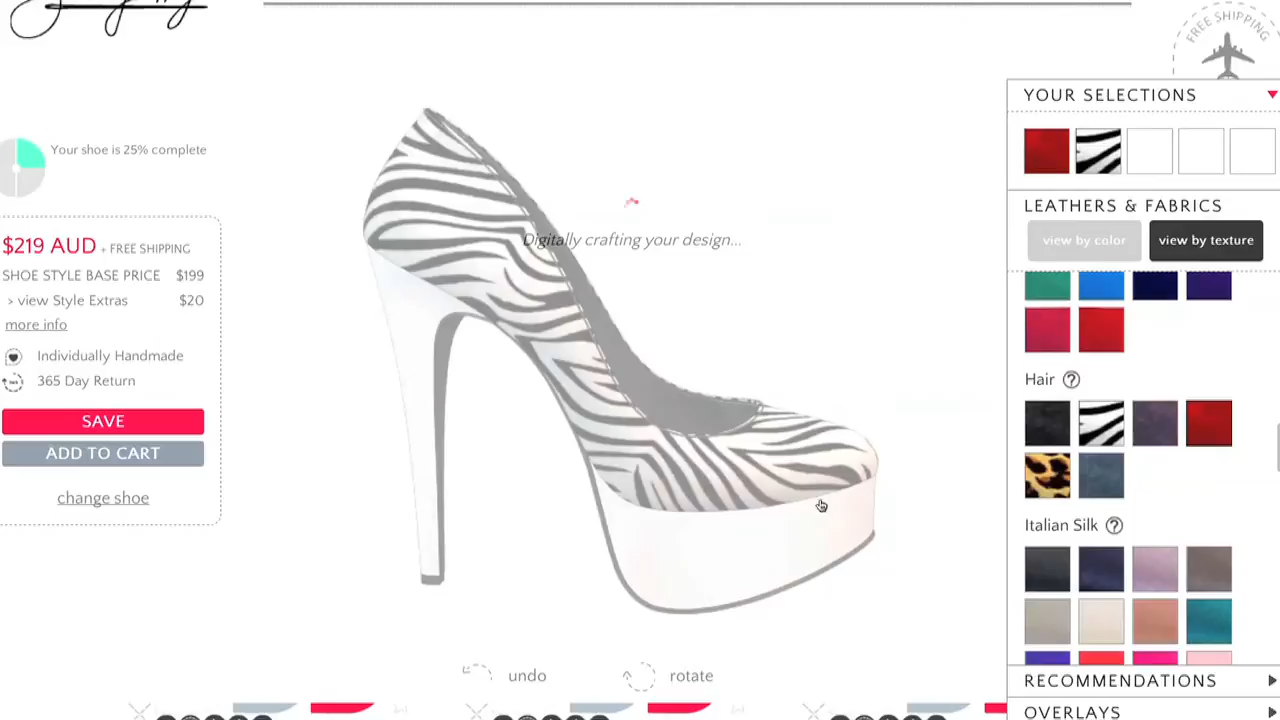 FREE SHIPPING
YOUR SELECTIONS
Your shoe is 25% complete
LEATHERS & FABRICS
view by color
view by texture
$219 AUD + FREE SHIPPING
Digitally crafting your design...
SHOE STYLE BASE PRICE $199
> view Style Extras $20
more info
Individually Handmade
365 Day Return
Hair ?
SAVE
ADD TO CART
change shoe
Italian Silk ?
undo
rotate
RECOMMENDATIONS
OVERLAYS